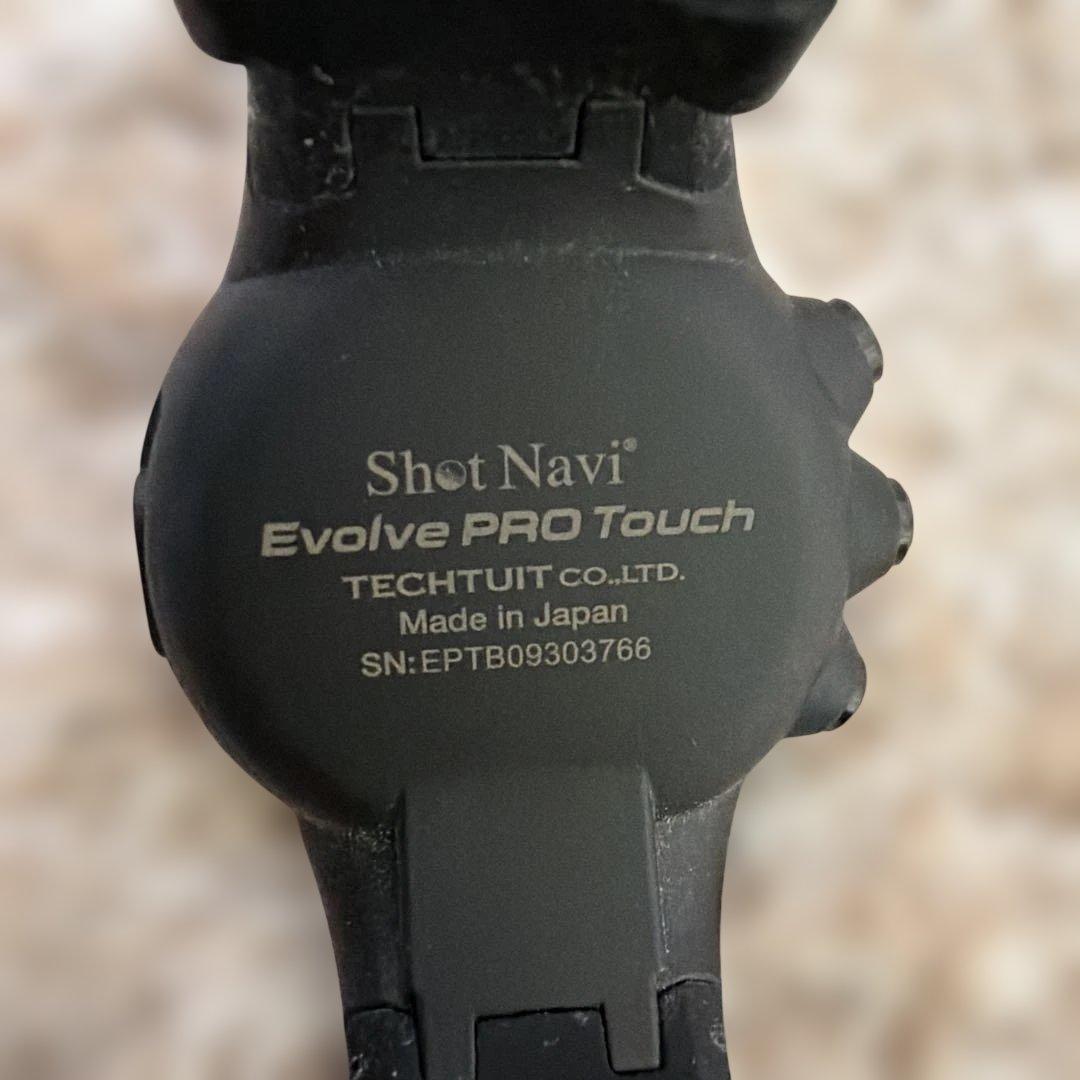 Shot Navi®
Evolve PRO Touch
TECHTUIT CO.,LTD.
Made in Japan
SN:EPTB09303766